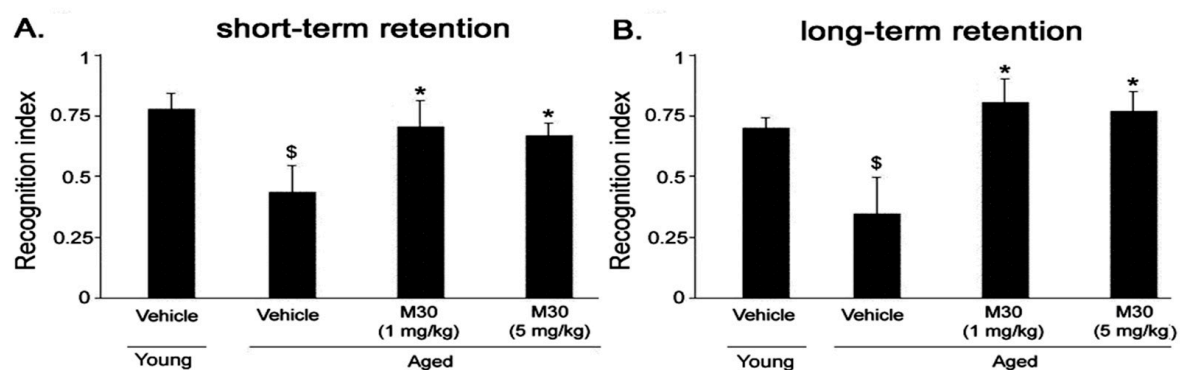 A. short-term retention
Recognition index
1
0.75
0.5
0.25
0
$
*
*
Vehicle Vehicle M30 M30
(1 mg/kg) (5 mg/kg)
Young Aged
B. long-term retention
Recognition index
1
0.75
0.5
0.25
0
$
*
*
Vehicle Vehicle M30 M30
(1 mg/kg) (5 mg/kg)
Young Aged